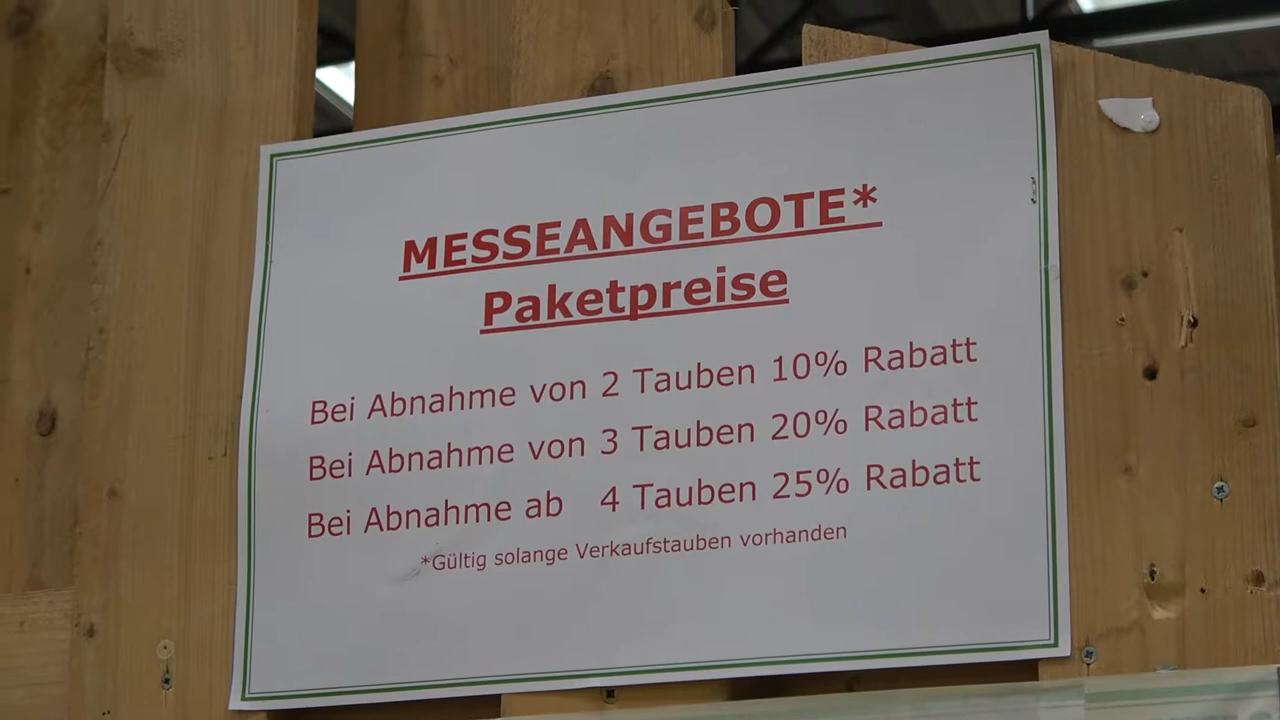 MESSEANGEBOTE*
Paketpreise
Bei Abnahme von 2 Tauben 10% Rabatt
Bei Abnahme von 3 Tauben 20% Rabatt
Bei Abnahme ab 4 Tauben 25% Rabatt
*Gültig solange Verkaufstauben vorhanden